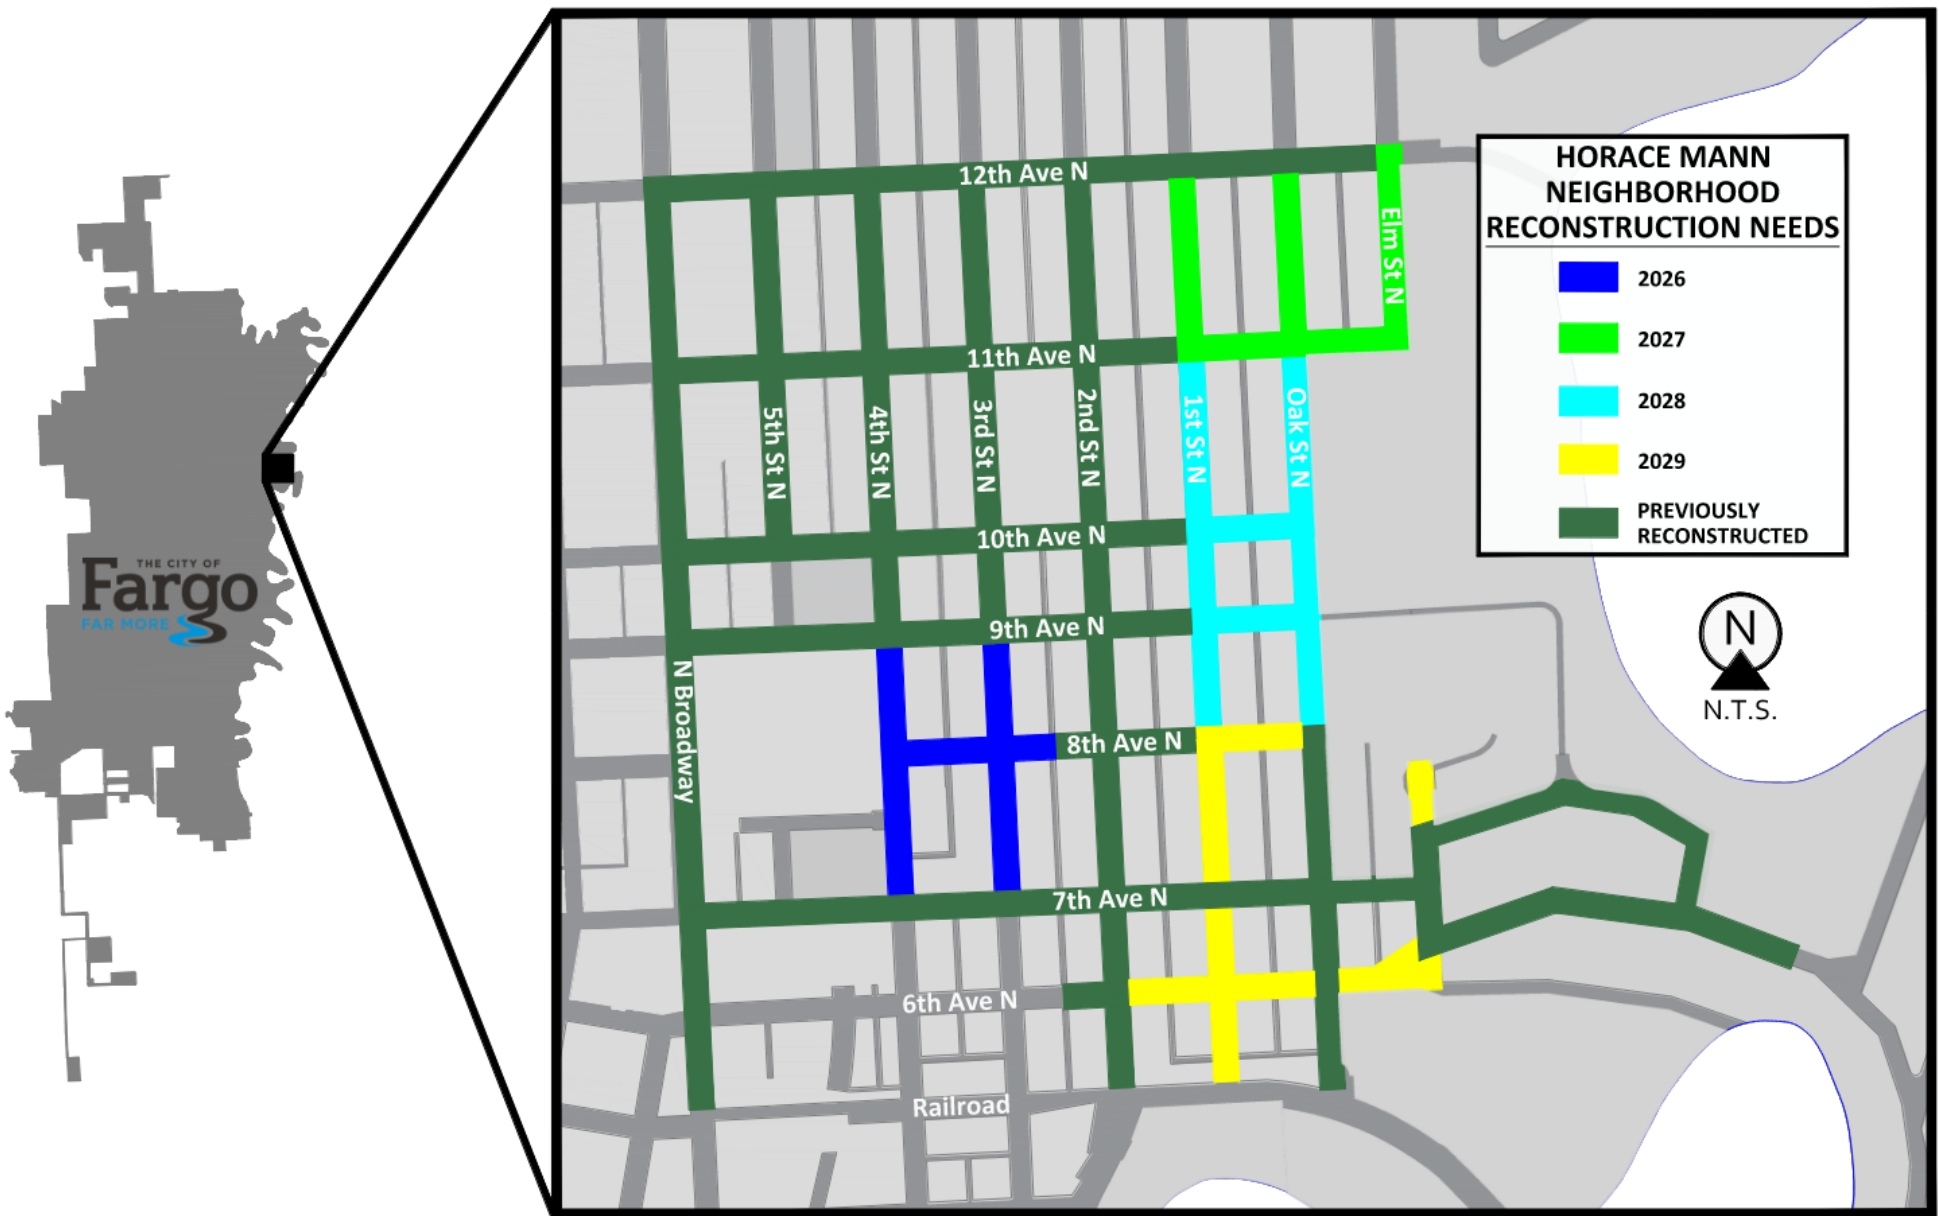 THE CITY OF
Fargo
FAR MORE
12th Ave N
Elm St N
11th Ave N
5th St N
4th St N
3rd St N
2nd St N
1st St N
Oak St N
10th Ave N
9th Ave N
N Broadway
8th Ave N
7th Ave N
6th Ave N
Railroad
HORACE MANN
NEIGHBORHOOD
RECONSTRUCTION NEEDS
2026
2027
2028
2029
PREVIOUSLY
RECONSTRUCTED
N
N.T.S.